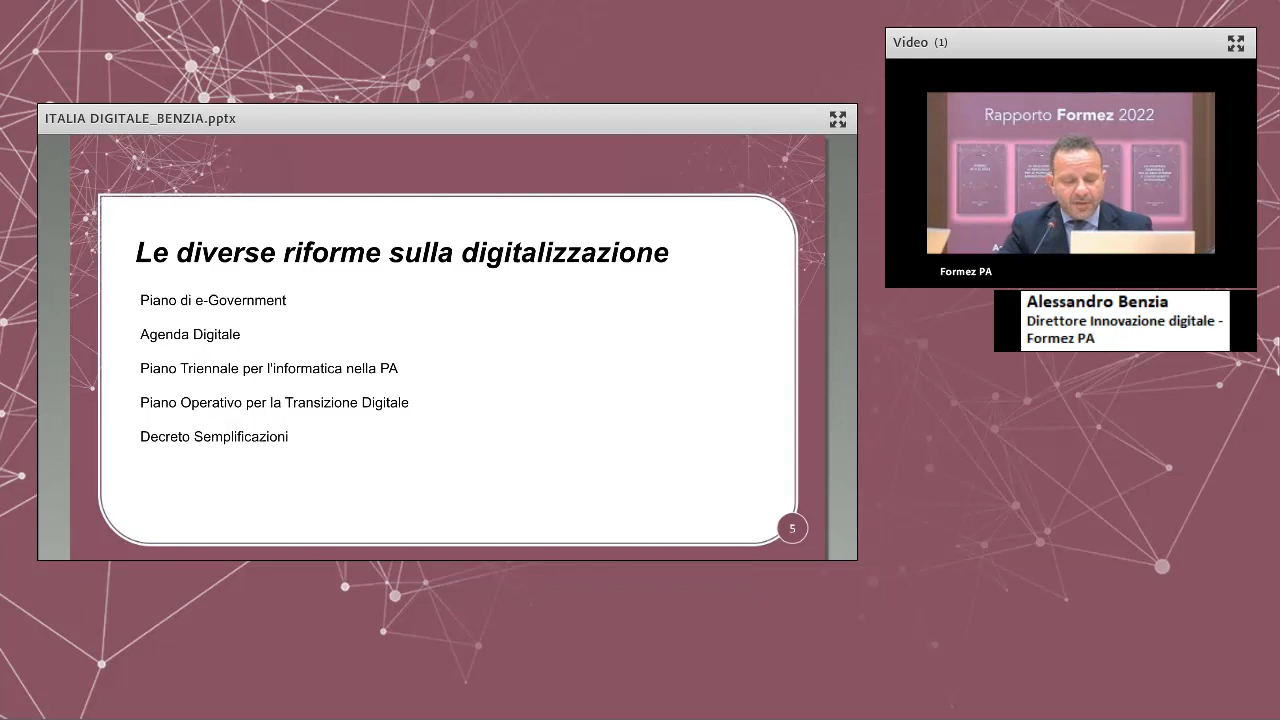 ITALIA DIGITALE_BENZIA.pptx
Le diverse riforme sulla digitalizzazione
Piano di e-Government
Agenda Digitale
Piano Triennale per l'informatica nella PA
Piano Operativo per la Transizione Digitale
Decreto Semplificazioni
5
Video (1)
Rapporto Formez 2022
Formez PA
Alessandro Benzia
Direttore Innovazione digitale -
Formez PA